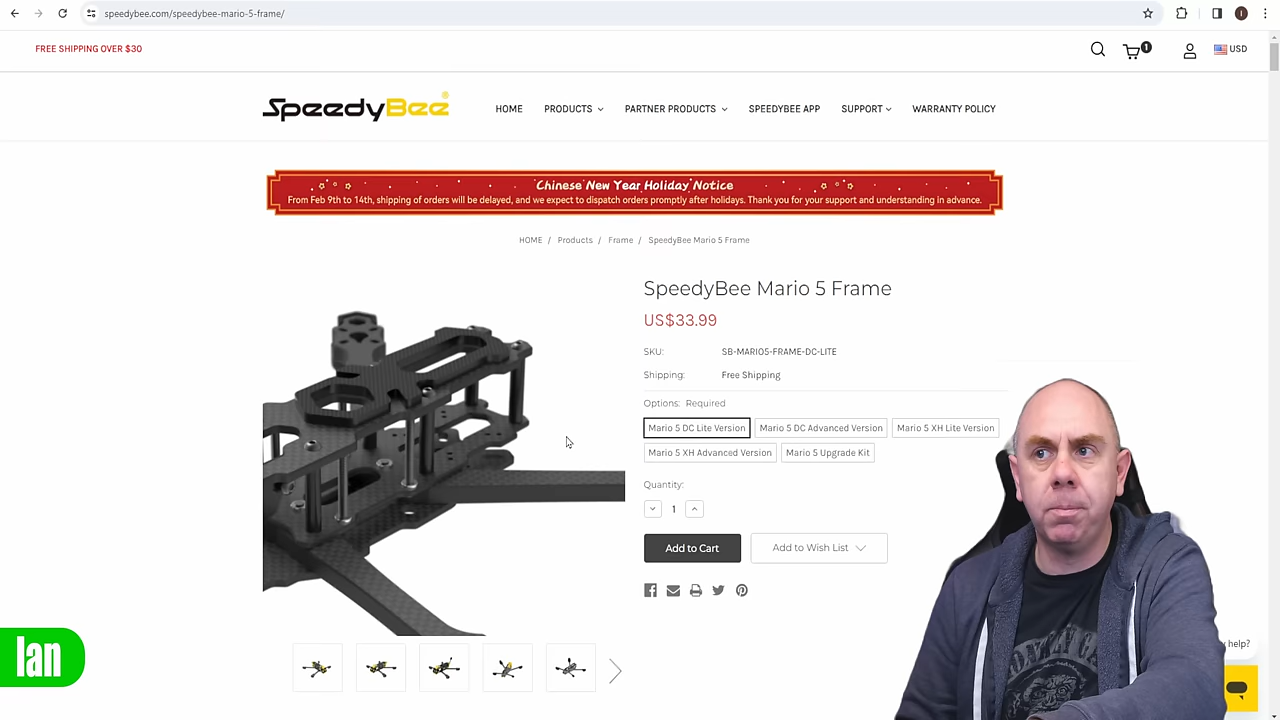 speedybee.com/speedybee-mario-5-frame/
FREE SHIPPING OVER $30
1
USD
SpeedyBee®
HOME
PRODUCTS
PARTNER PRODUCTS
SPEEDYBEE APP
SUPPORT
WARRANTY POLICY
Chinese New Year Holiday Notice
From Feb 9th to 14th, shipping of orders will be delayed, and we expect to dispatch orders promptly after holidays. Thank you for your support and understanding in advance.
HOME / Products / Frame / SpeedyBee Mario 5 Frame
SpeedyBee Mario 5 Frame
US$33.99
SKU: SB-MARIO5-FRAME-DC-LITE
Shipping: Free Shipping
Options: Required
Mario 5 DC Lite Version
Mario 5 DC Advanced Version
Mario 5 XH Lite Version
Mario 5 XH Advanced Version
Mario 5 Upgrade Kit
Quantity:
1
Add to Cart
Add to Wish List
help?
Ian